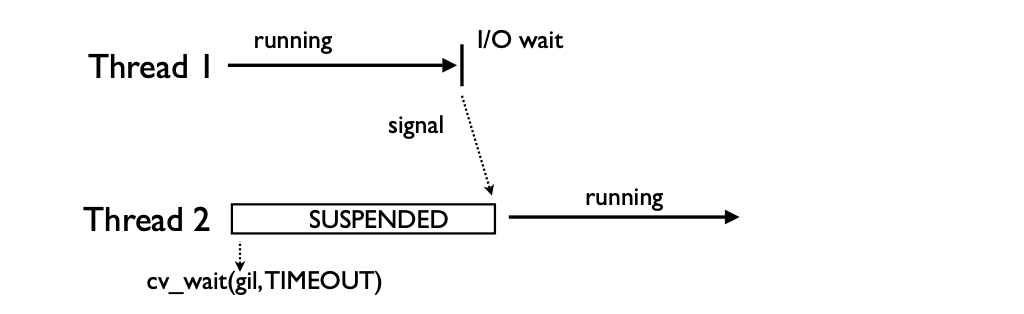 running
I/O wait
Thread 1
signal
running
Thread 2
SUSPENDED
cv_wait(gil,TIMEOUT)